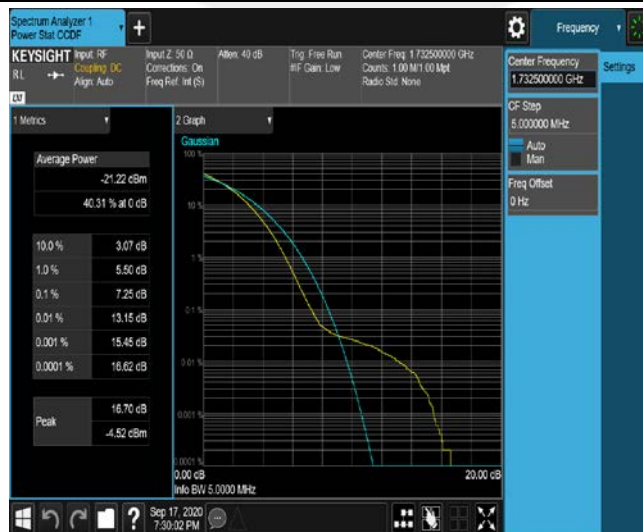 Spectrum Analyzer 1
Power Stat CCDF
Frequency
KEYSIGHT
RL
LXI
Input: RF
Coupling: DC
Align: Auto
Input Z: 50 Ω
Corrections: On
Freq Ref: Int (S)
Atten: 40 dB
Trig: Free Run
#IF Gain: Low
Center Freq: 1.732500000 GHz
Counts: 1.00 M/1.00 Mpt
Radio Std: None
Center Frequency
1.732500000 GHz
Settings
CF Step
5.000000 MHz
Auto
Man
Freq Offset
0 Hz
1 Metrics
Average Power
-21.22 dBm
40.31 % at 0 dB
10.0 % 3.07 dB
1.0 % 5.50 dB
0.1 % 7.25 dB
0.01 % 13.15 dB
0.001 % 15.45 dB
0.0001 % 16.62 dB
Peak 16.70 dB
-4.52 dBm
2 Graph
Gaussian
100 %
10 %
1 %
0.1 %
0.01 %
0.001 %
0.0001 %
0.00 dB 20.00 dB
Info BW 5.0000 MHz
?
Sep 17, 2020
7:30:02 PM